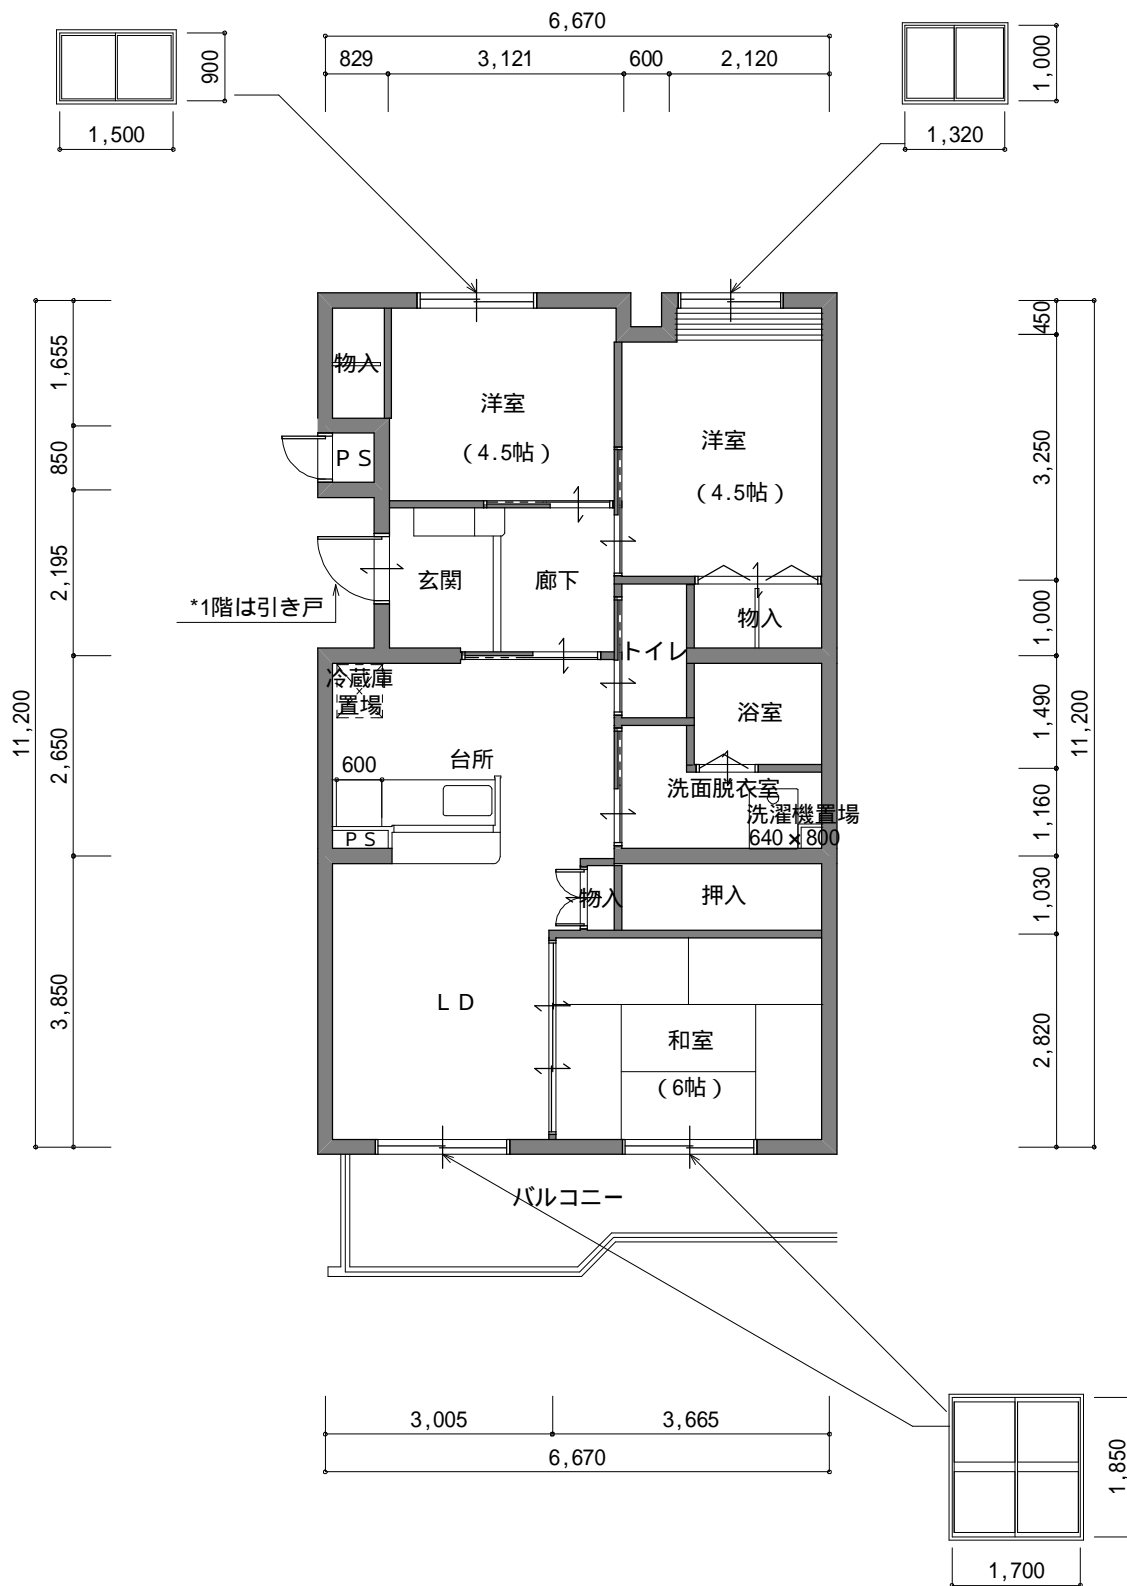 6,670
829
3,121
600
2,120
900
1,500
1,000
1,320
1,655
850
2,195
2,650
3,850
11,200
450
3,250
1,000
1,490
1,160
1,030
2,820
11,200
物入
洋室
（4.5帖）
洋室
（4.5帖）
ＰＳ
玄関
廊下
*1階は引き戸
物入
トイレ
冷蔵庫
置場
浴室
台所
600
洗面脱衣室
洗濯機置場
640×800
ＰＳ
物入
押入
ＬＤ
和室
（6帖）
バルコニー
3,005
3,665
6,670
1,850
1,700